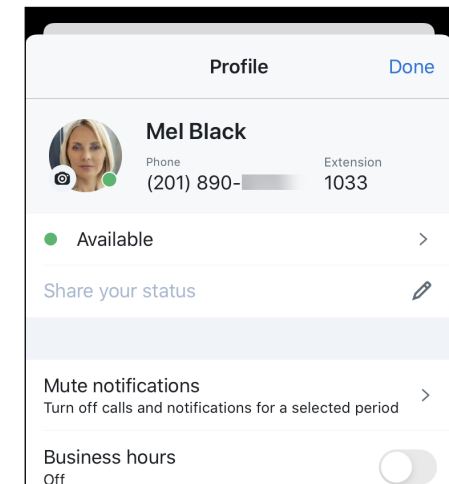 Profile
Done
Mel Black
Phone
Extension
(201) 890-
1033
Available
Share your status
Mute notifications
Turn off calls and notifications for a selected period
Business hours
Off